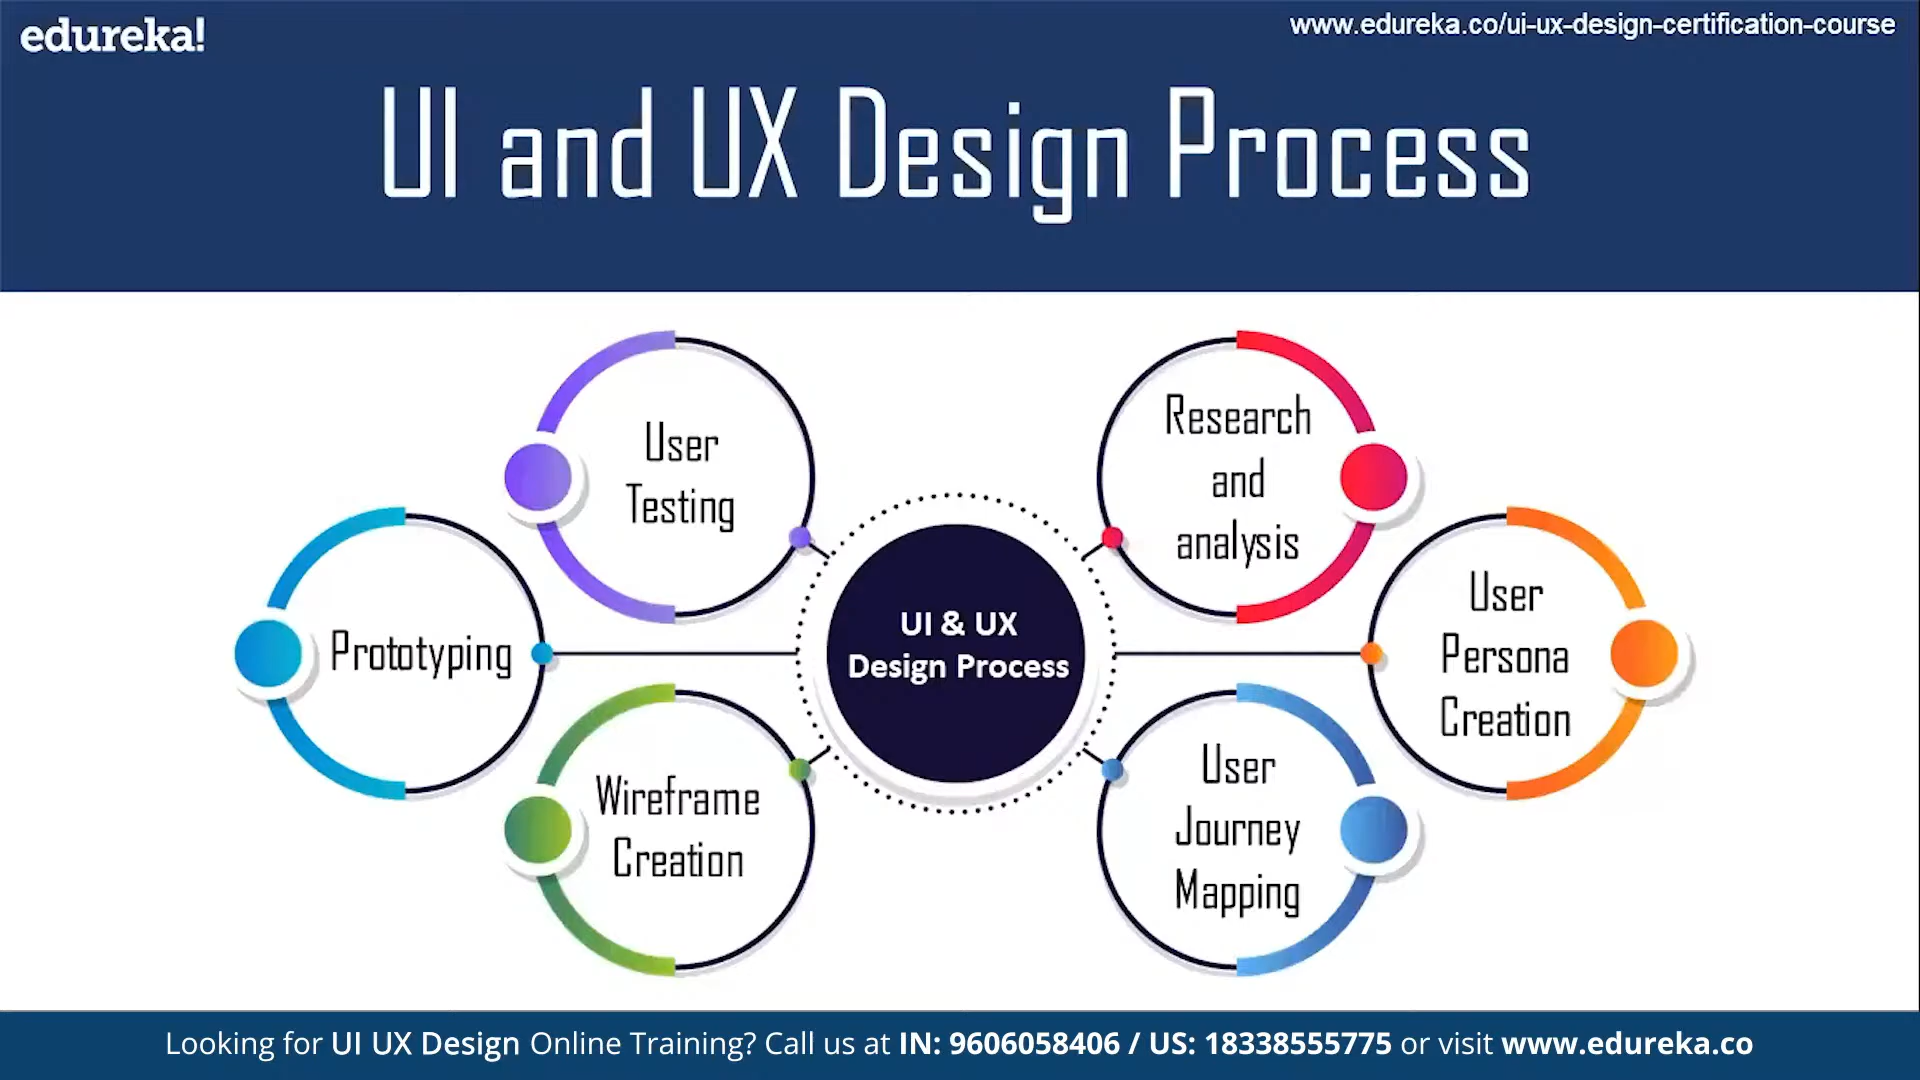 edureka!
www.edureka.co/ui-ux-design-certification-course
UI and UX Design Process
User
Testing
Research
and
analysis
Prototyping
UI & UX
Design Process
User
Persona
Creation
Wireframe
Creation
User
Journey
Mapping
Looking for UI UX Design Online Training? Call us at IN: 9606058406 / US: 18338555775 or visit www.edureka.co